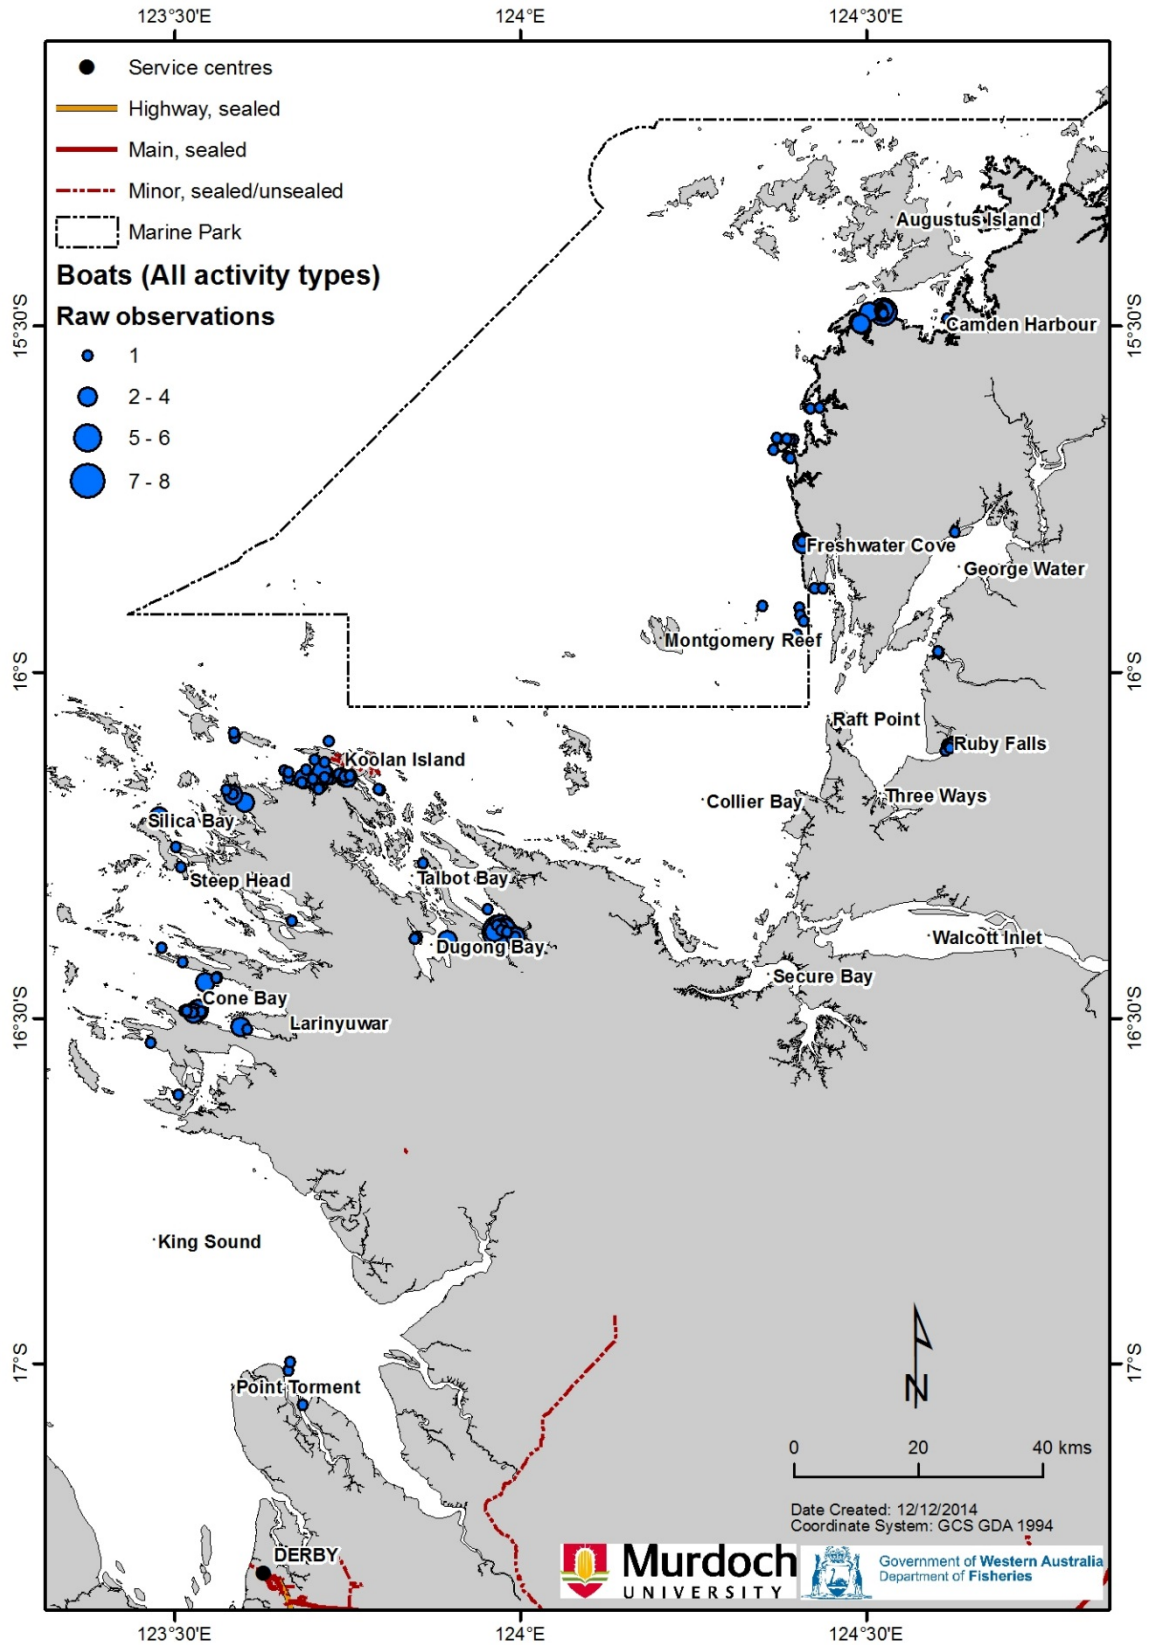 123°30'E 124°E 124°30'E
Service centres
Highway, sealed
Main, sealed
Minor, sealed/unsealed
Marine Park
Boats (All activity types)
Raw observations
1
2 - 4
5 - 6
7 - 8
15°30'S
15°30'S
16°S
16°S
16°30'S
16°30'S
17°S
17°S
Augustus Island
Camden Harbour
Freshwater Cove
George Water
Montgomery Reef
Raft Point
Ruby Falls
Koolan Island
Three Ways
Collier Bay
Silica Bay
Steep Head
Talbot Bay
Walcott Inlet
Dugong Bay
Secure Bay
Cone Bay
Larinyuwar
King Sound
Point Torment
N
0 20 40 kms
Date Created: 12/12/2014
Coordinate System: GCS GDA 1994
DERBY
Murdoch
UNIVERSITY
Government of Western Australia
Department of Fisheries
123°30'E 124°E 124°30'E